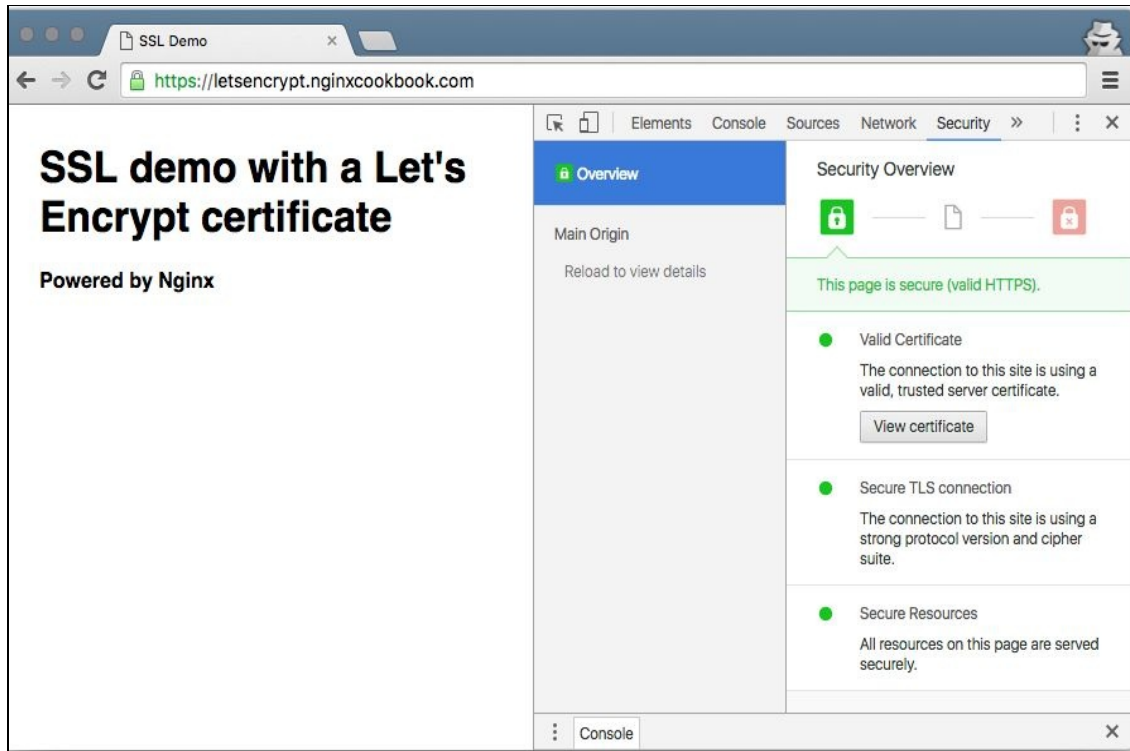 SSL Demo
https://letsencrypt.nginxcookbook.com
Elements Console Sources Network Security »
SSL demo with a Let's
Encrypt certificate
Powered by Nginx
Overview
Main Origin
Reload to view details
Security Overview
This page is secure (valid HTTPS).
Valid Certificate
The connection to this site is using a
valid, trusted server certificate.
View certificate
Secure TLS connection
The connection to this site is using a
strong protocol version and cipher
suite.
Secure Resources
All resources on this page are served
securely.
Console